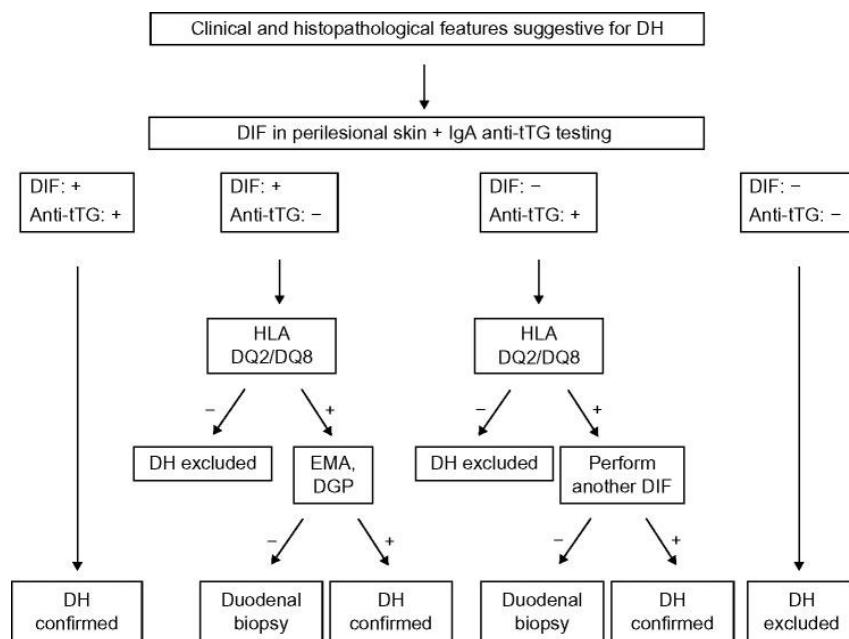 Clinical and histopathological features suggestive for DH
DIF in perilesional skin + IgA anti-tTG testing
DIF: +
Anti-tTG: +
DIF: +
Anti-tTG: −
DIF: −
Anti-tTG: +
DIF: −
Anti-tTG: −
HLA
DQ2/DQ8
HLA
DQ2/DQ8
−
+
−
+
DH excluded
EMA,
DGP
DH excluded
Perform
another DIF
−
+
−
+
DH
confirmed
Duodenal
biopsy
DH
confirmed
Duodenal
biopsy
DH
confirmed
DH
excluded